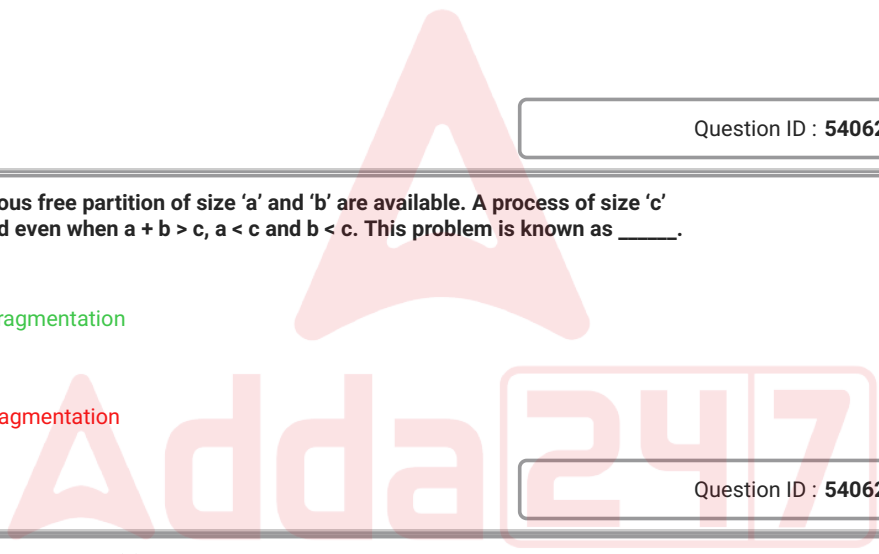 Question ID : 54062
ous free partition of size ‘a’ and ‘b’ are available. A process of size ‘c’
d even when a + b > c, a < c and b < c. This problem is known as ______.
ragmentation
agmentation
Adda247
Question ID : 54062